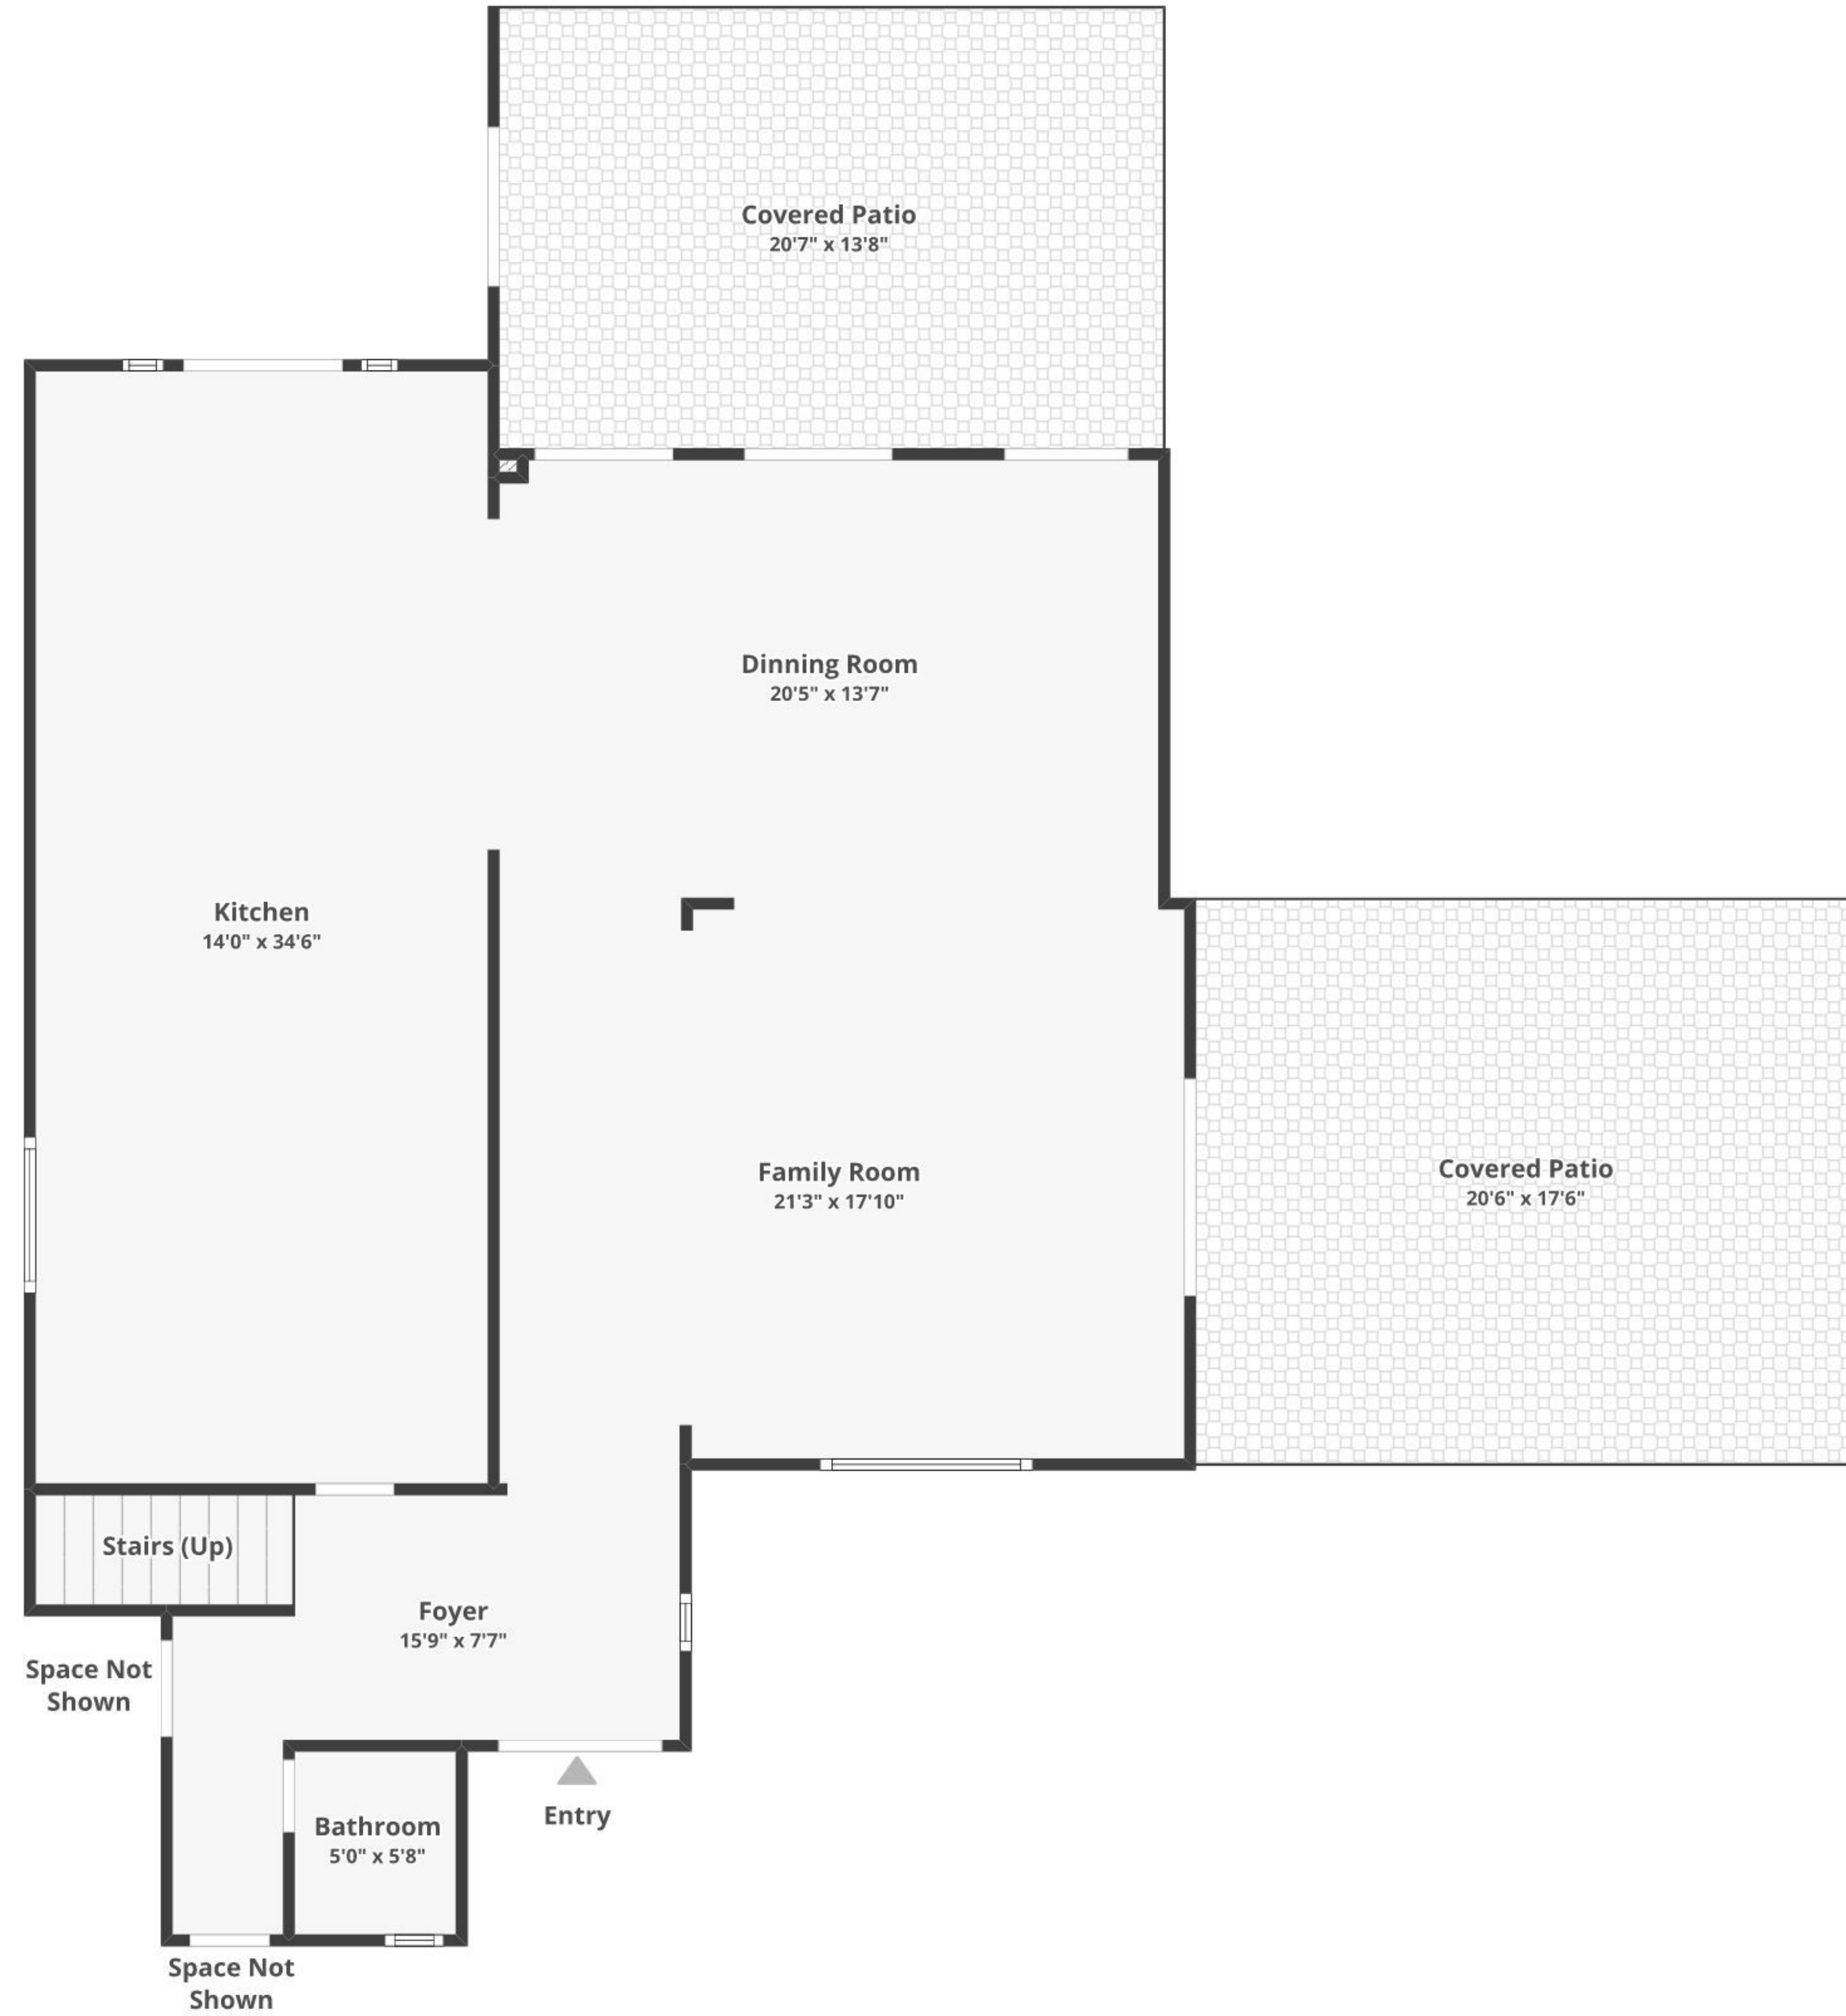 Covered Patio
20'7" x 13'8"
Dinning Room
20'5" x 13'7"
Kitchen
14'0" x 34'6"
Family Room
21'3" x 17'10"
Covered Patio
20'6" x 17'6"
Stairs (Up)
Foyer
15'9" x 7'7"
Space Not
Shown
Bathroom
5'0" x 5'8"
Entry
Space Not
Shown